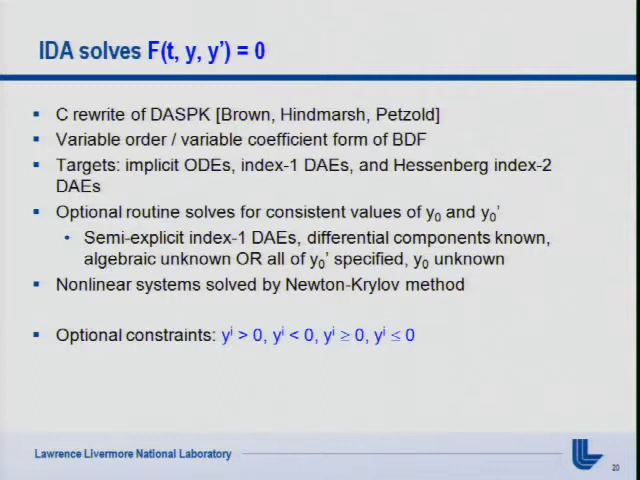 IDA solves F(t, y, y’) = 0
▪ C rewrite of DASPK [Brown, Hindmarsh, Petzold]
▪ Variable order / variable coefficient form of BDF
▪ Targets: implicit ODEs, index-1 DAEs, and Hessenberg index-2
DAEs
▪ Optional routine solves for consistent values of y₀ and y₀’
• Semi-explicit index-1 DAEs, differential components known,
algebraic unknown OR all of y₀’ specified, y₀ unknown
▪ Nonlinear systems solved by Newton-Krylov method
▪ Optional constraints: yⁱ > 0, yⁱ < 0, yⁱ ≥ 0, yⁱ ≤ 0
Lawrence Livermore National Laboratory
20